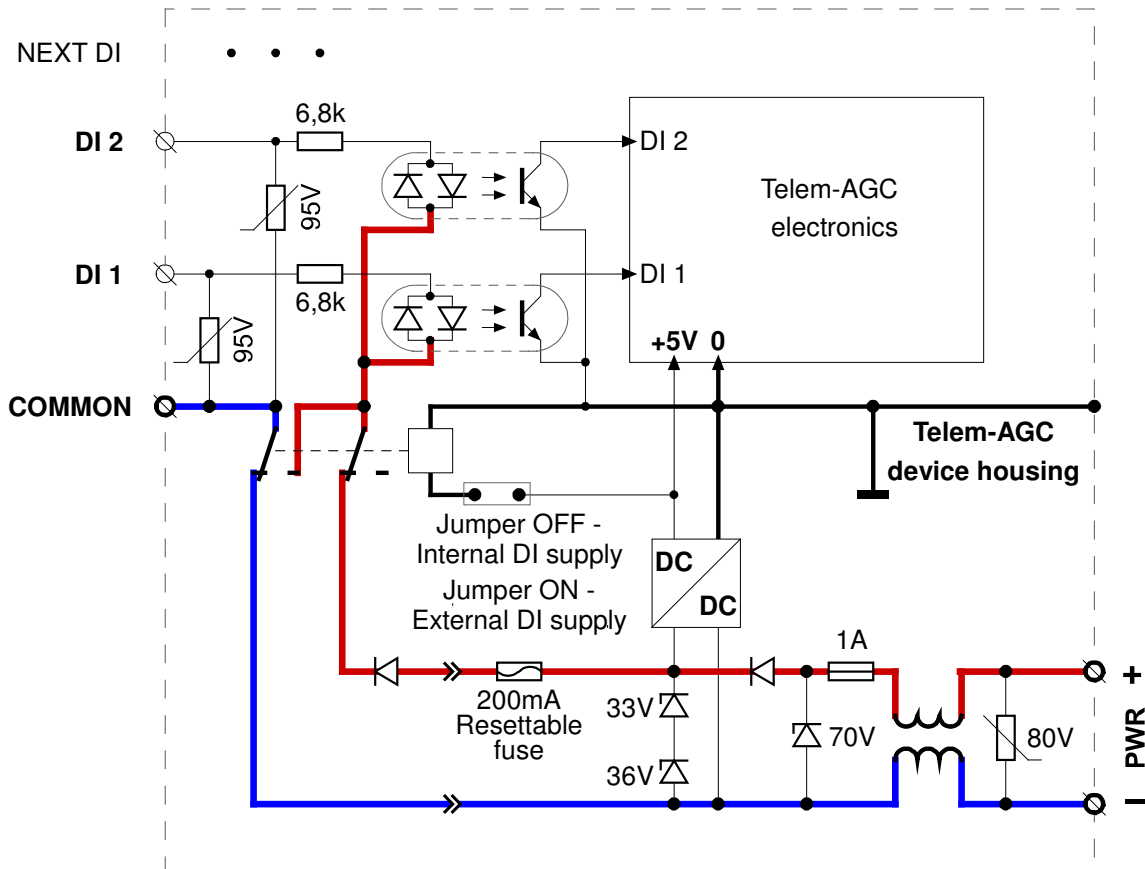 NEXT DI
DI 2
6,8k
DI 2
Telem-AGC
electronics
95V
DI 1
6,8k
DI 1
95V
+5V 0
COMMON
Telem-AGC
device housing
Jumper OFF -
Internal DI supply
Jumper ON -
External DI supply
DC
DC
1A
+
200mA
Resettable
fuse
33V
70V
80V
PWR
36V
–